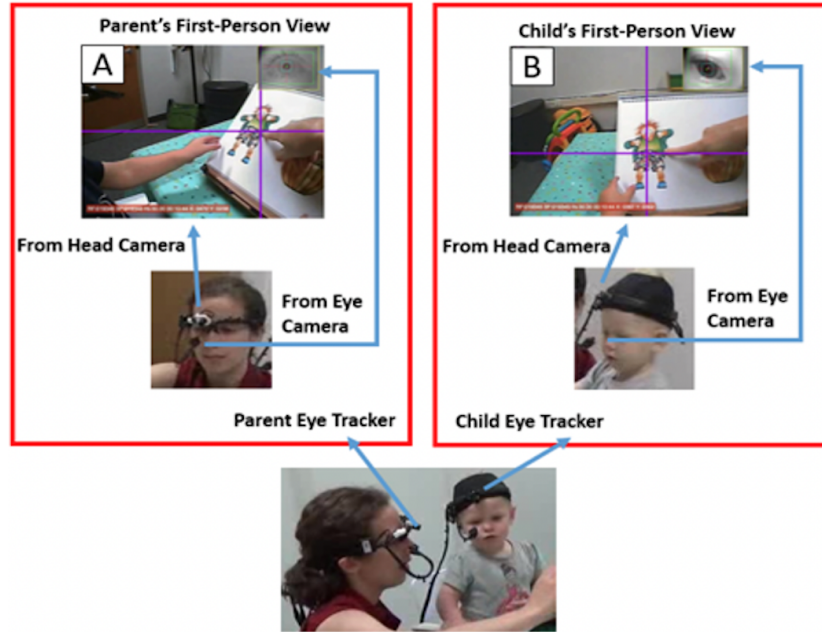 Parent's First-Person View
A
From Head Camera
From Eye
Camera
Parent Eye Tracker
Child's First-Person View
B
From Head Camera
From Eye
Camera
Child Eye Tracker